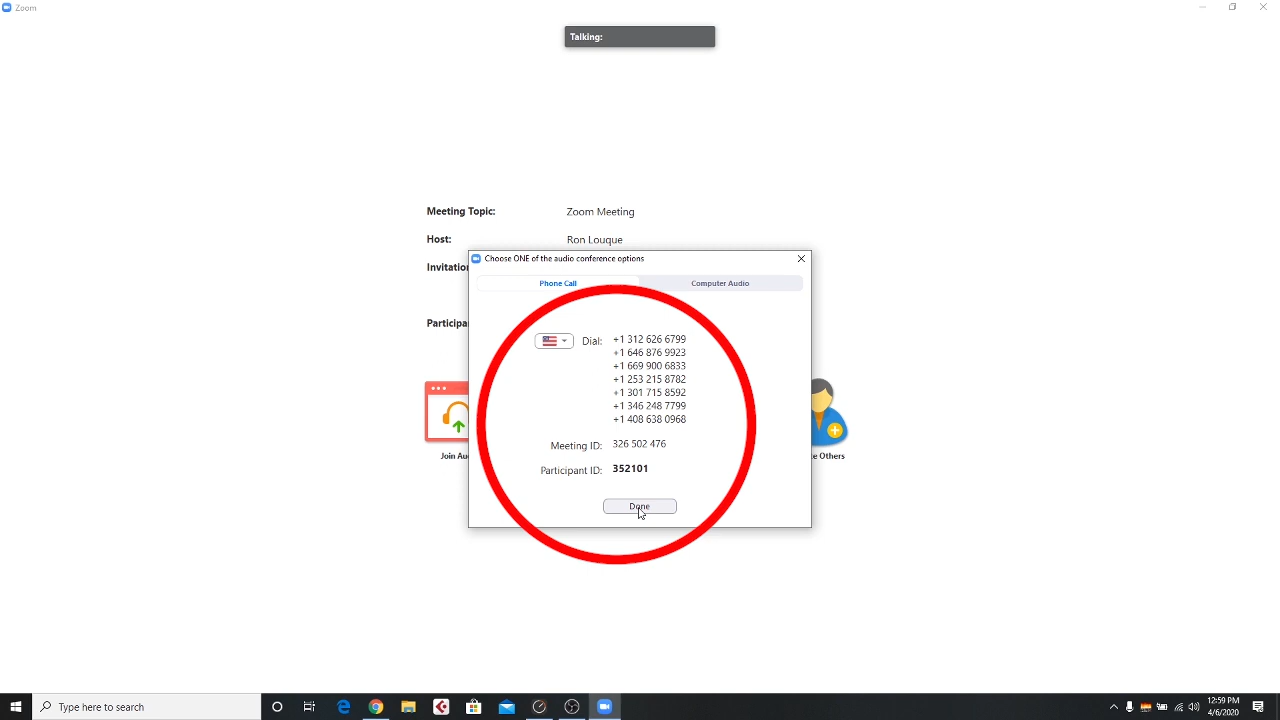 Zoom
Talking:
Meeting Topic: Zoom Meeting
Host: Ron Louque
Invitation
Choose ONE of the audio conference options
Phone Call Computer Audio
Participa
Dial: +1 312 626 6799
+1 646 876 9923
+1 669 900 6833
+1 253 215 8782
+1 301 715 8592
+1 346 248 7799
+1 408 638 0968
Meeting ID: 326 502 476
Participant ID: 352101
Join Au
e Others
Done
Type here to search
12:59 PM
4/6/2020